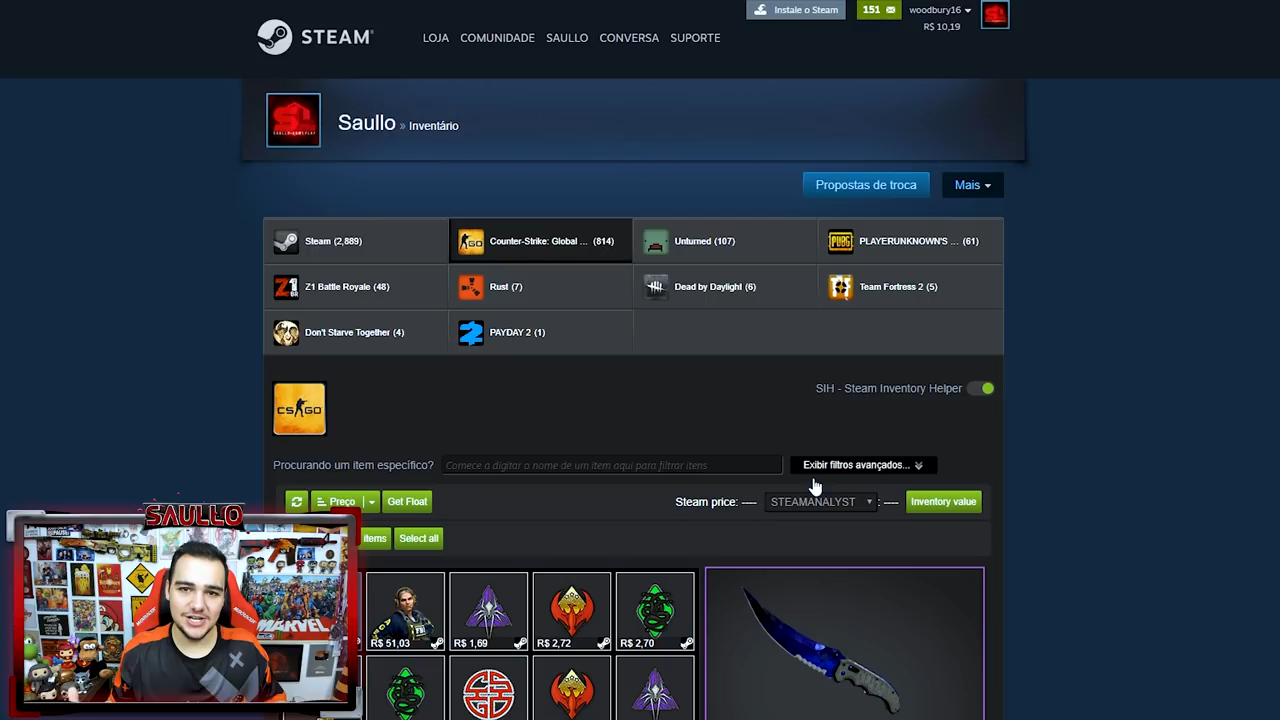 Instale o Steam
151
woodbury16
R$ 10,19
STEAM
LOJA COMUNIDADE SAULLO CONVERSA SUPORTE
Saullo » Inventário
Propostas de troca
Mais
Steam (2,889)
Counter-Strike: Global ... (814)
Unturned (107)
PLAYERUNKNOWN'S ... (61)
Z1 Battle Royale (48)
Rust (7)
Dead by Daylight (6)
Team Fortress 2 (5)
Don't Starve Together (4)
PAYDAY 2 (1)
SIH - Steam Inventory Helper
CS GO
Procurando um item específico?
Comece a digitar o nome de um item aqui para filtrar itens
Exibir filtros avançados...
Preço
Get Float
Steam price: ----
STEAMANALYST
: ----
Inventory value
items
Select all
SAULLO
MARVEL
R$ 51,03
R$ 1,69
R$ 2,72
R$ 2,70